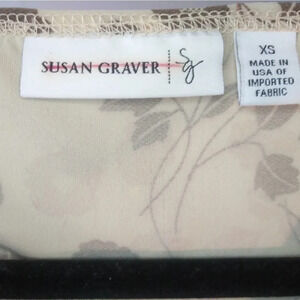 SUSAN GRAVER sg
XS
MADE IN
USA OF
IMPORTED
FABRIC